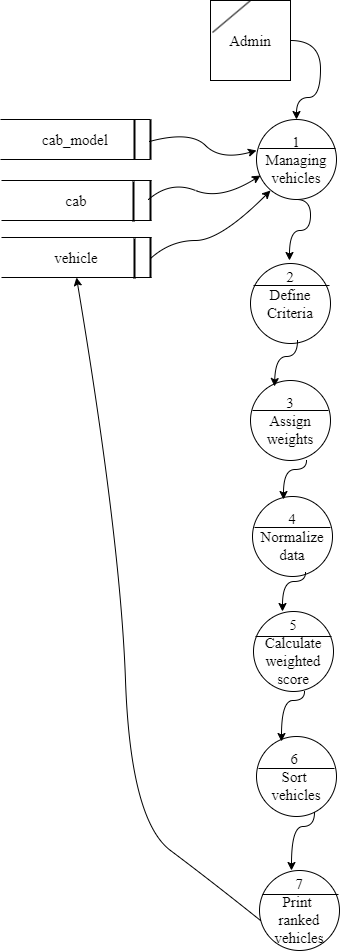 Admin
cab_model
1
Managing
vehicles
cab
vehicle
2
Define
Criteria
3
Assign
weights
4
Normalize
data
5
Calculate
weighted
score
6
Sort
vehicles
7
Print
ranked
vehicles